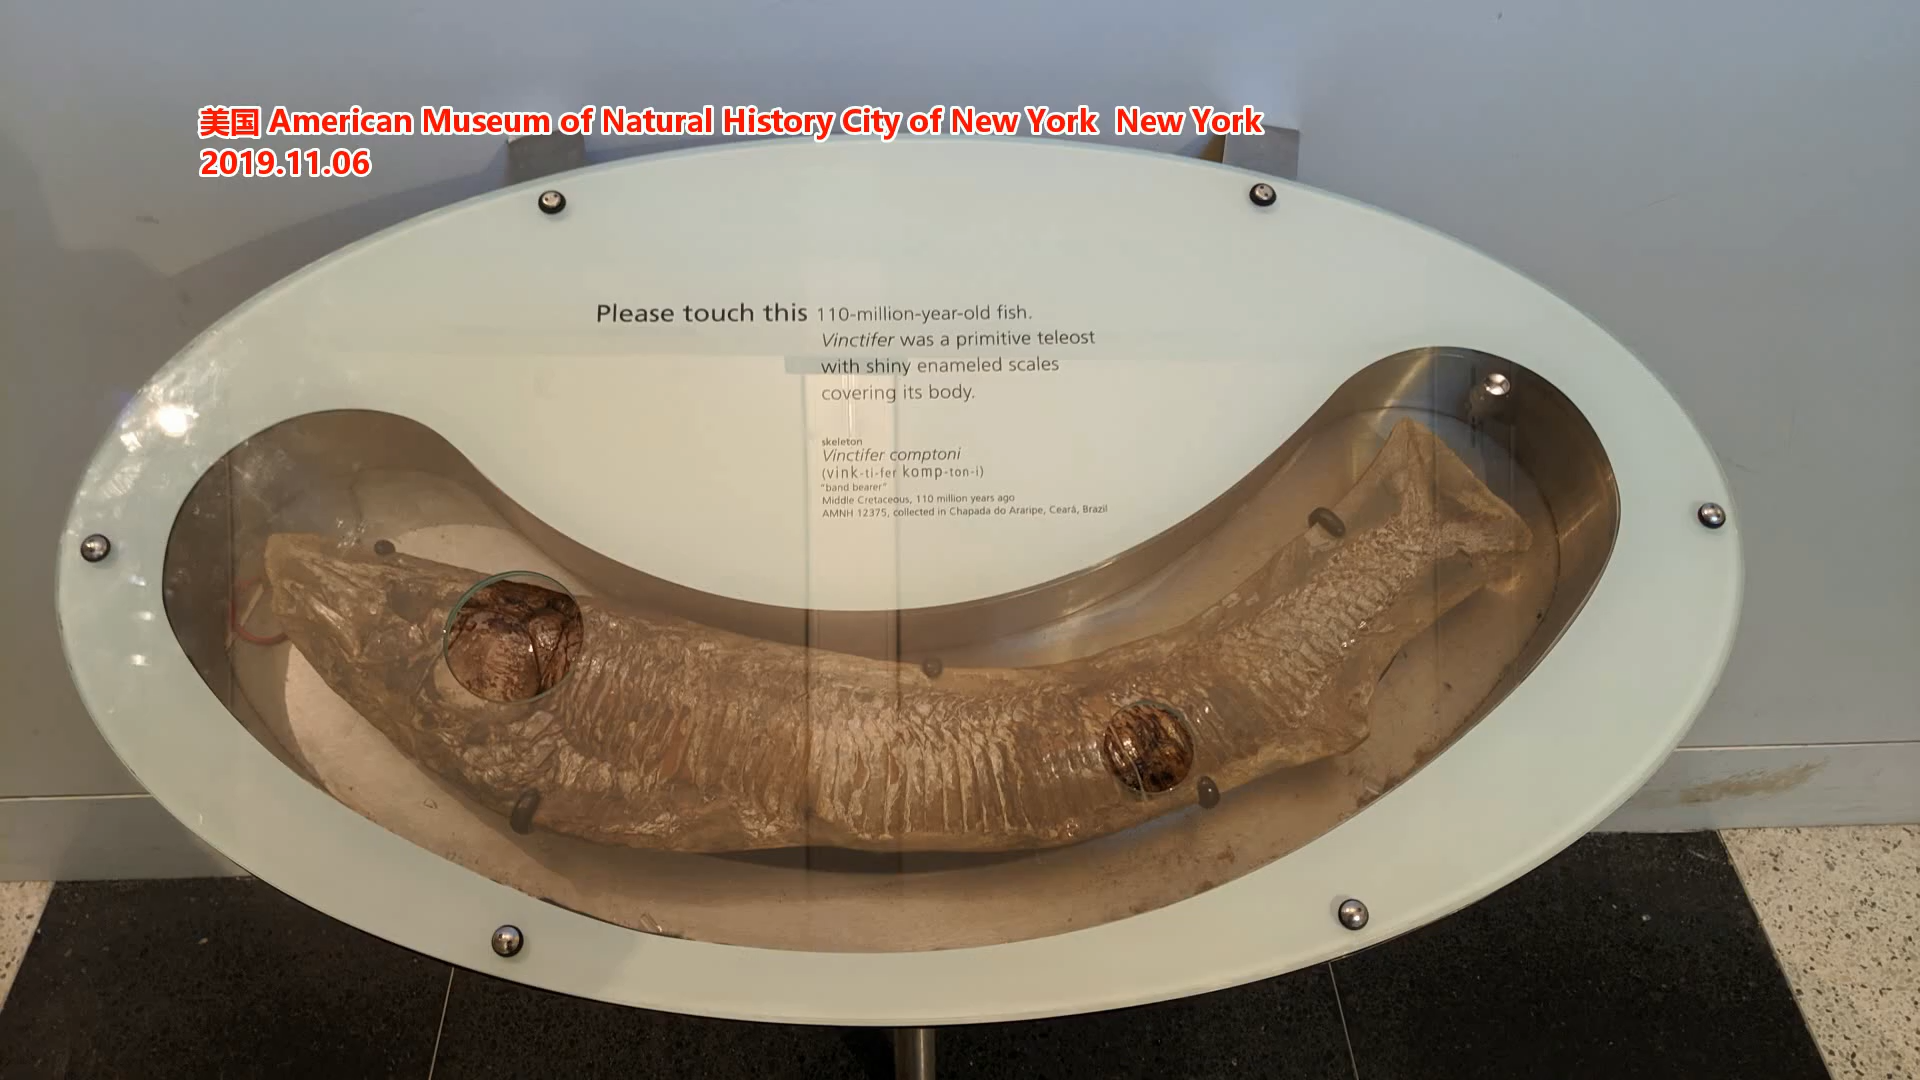 美国 American Museum of Natural History City of New York  New York
2019.11.06
Please touch this 110-million-year-old fish.
Vinctifer was a primitive teleost
with shiny enameled scales
covering its body.
skeleton
Vinctifer comptoni
(vink-ti-fer komp-ton-i)
"band bearer"
Middle Cretaceous, 110 million years ago
AMNH 12375, collected in Chapada do Araripe, Ceará, Brazil